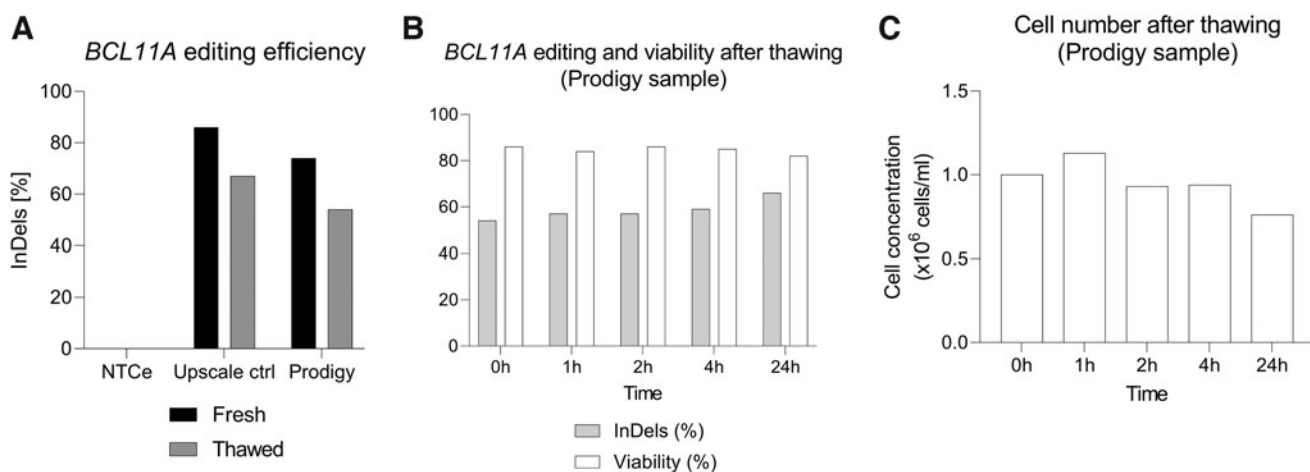 A
BCL11A editing efficiency
InDels [%]
100
80
60
40
20
0
NTCe Upscale ctrl Prodigy
Fresh
Thawed
B
BCL11A editing and viability after thawing
(Prodigy sample)
100
80
60
40
20
0
0h 1h 2h 4h 24h
Time
InDels (%)
Viability (%)
C
Cell number after thawing
(Prodigy sample)
Cell concentration
(x10⁶ cells/ml)
1.5
1.0
0.5
0.0
0h 1h 2h 4h 24h
Time